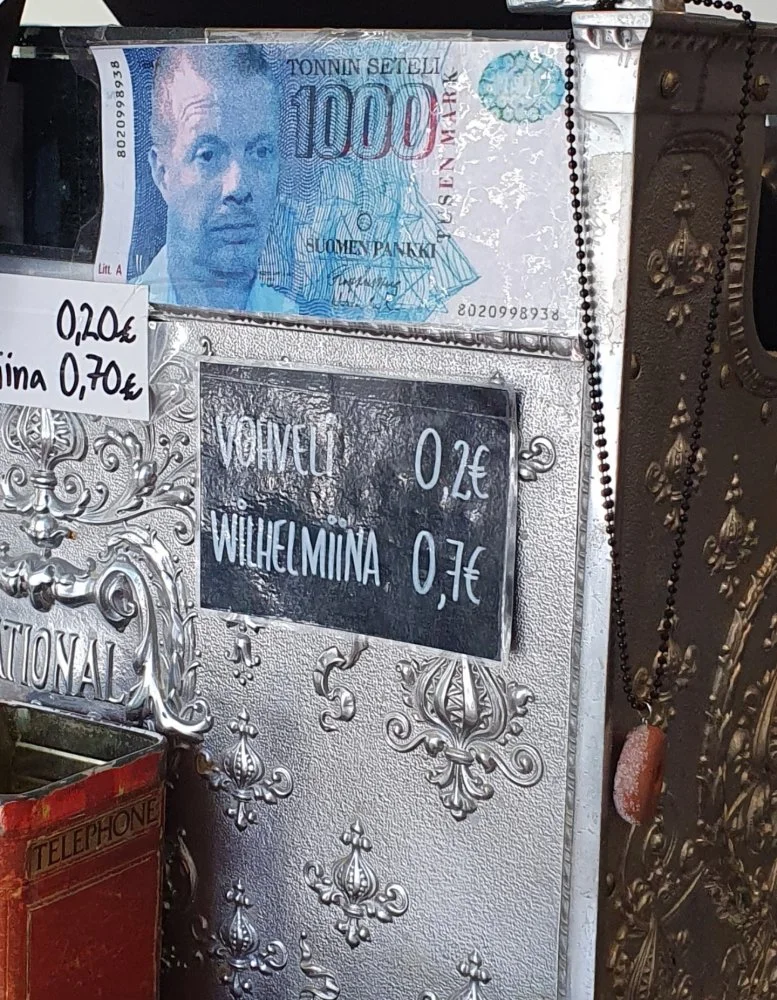 8020998938
TONNIN SETELI
1000
TUSEN MARK
SUOMEN PANKKI
Litt. A
8020998938
0,20€
iina 0,70€
VOHVELI 0,2€
WILHELMIINA 0,7€
ATIONAL
TELEPHONE